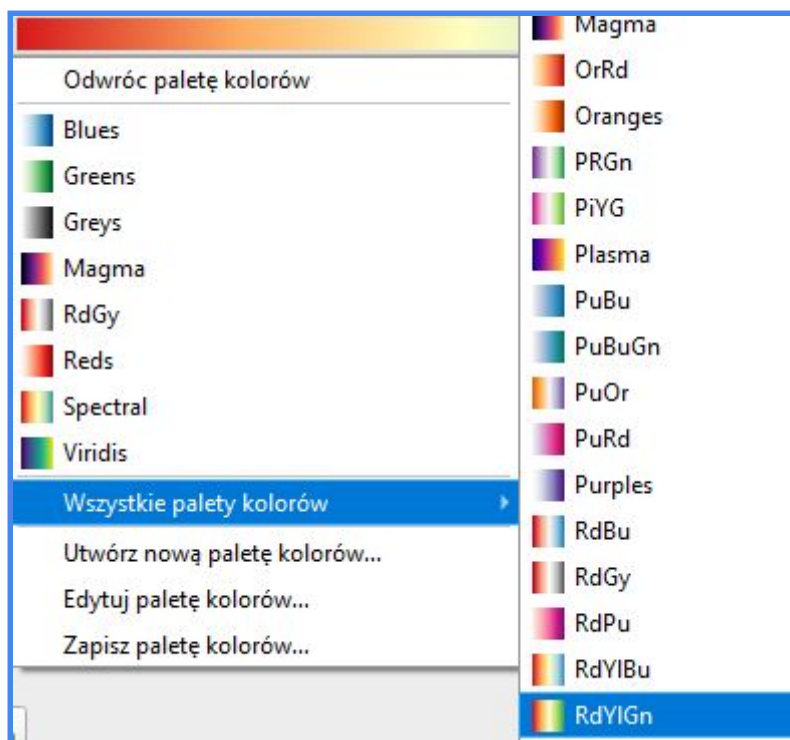 Odwróc paletę kolorów
Blues
Greens
Greys
Magma
RdGy
Reds
Spectral
Viridis
Wszystkie palety kolorów
Utwórz nową paletę kolorów...
Edytuj paletę kolorów...
Zapisz paletę kolorów...
Magma
OrRd
Oranges
PRGn
PiYG
Plasma
PuBu
PuBuGn
PuOr
PuRd
Purples
RdBu
RdGy
RdPu
RdYlBu
RdYlGn